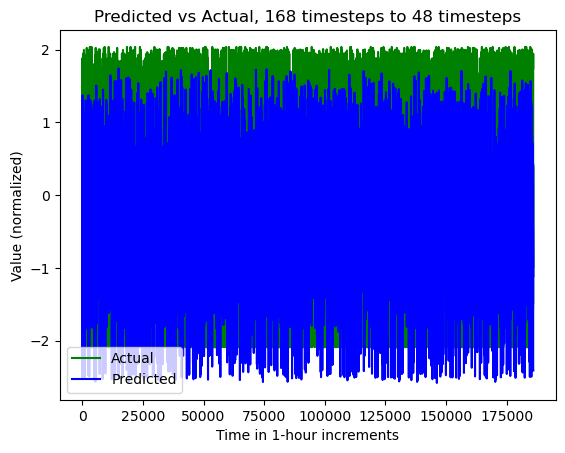 Predicted vs Actual, 168 timesteps to 48 timesteps
Value (normalized)
2
1
0
−1
−2
Actual
Predicted
0 25000 50000 75000 100000 125000 150000 175000
Time in 1-hour increments